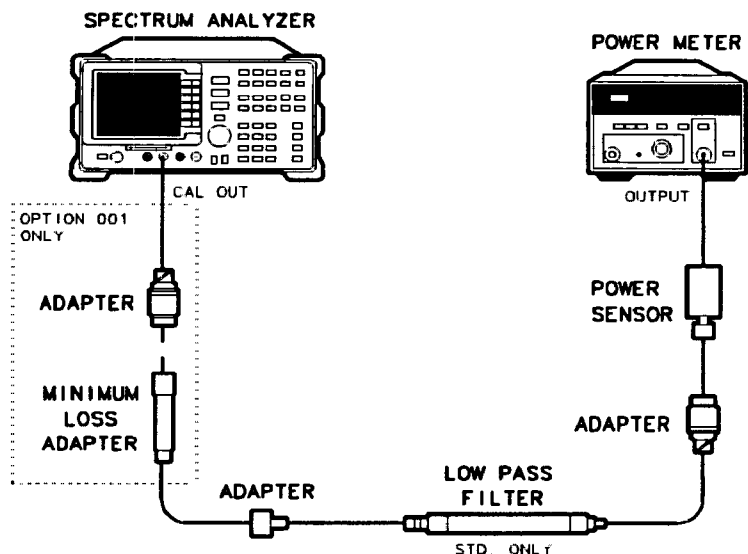 SPECTRUM ANALYZER
POWER METER
CAL OUT
OUTPUT
OPTION 001
ONLY
ADAPTER
POWER
SENSOR
MINIMUM
LOSS
ADAPTER
ADAPTER
ADAPTER
LOW PASS
FILTER
STD. ONLY